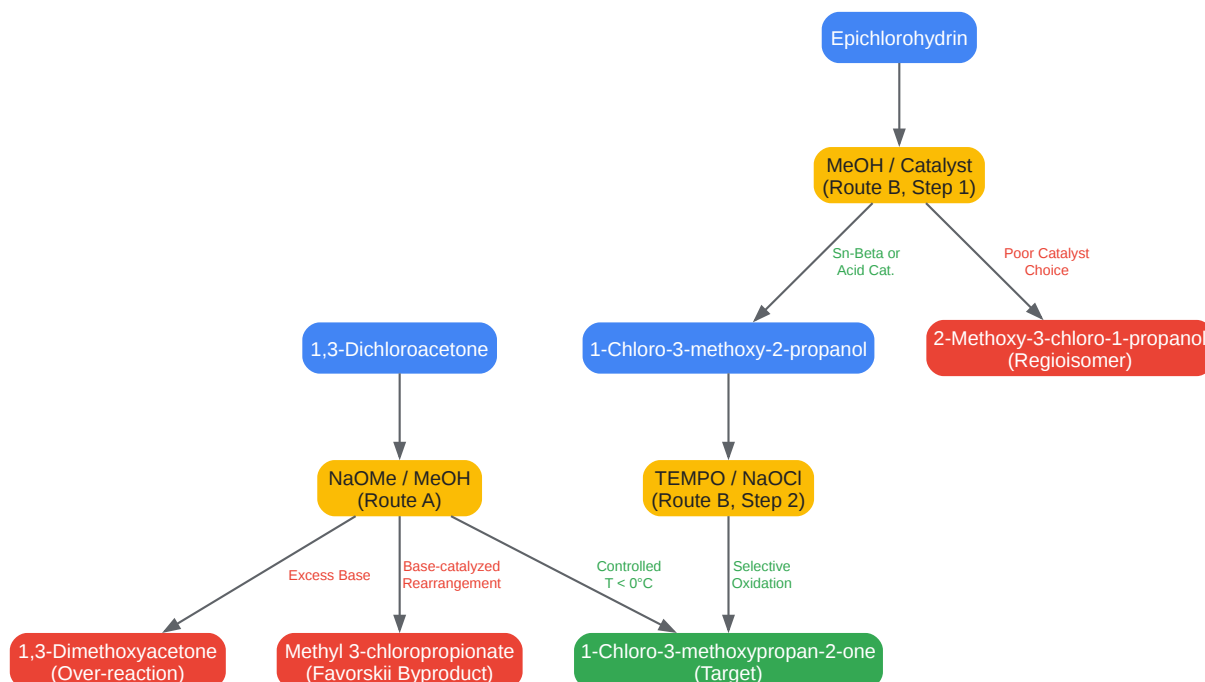 Epichlorohydrin
MeOH / Catalyst
(Route B, Step 1)
Sn-Beta or
Acid Cat.
Poor Catalyst
Choice
1,3-Dichloroacetone
1-Chloro-3-methoxy-2-propanol
2-Methoxy-3-chloro-1-propanol
(Regioisomer)
NaOMe / MeOH
(Route A)
TEMPO / NaOCl
(Route B, Step 2)
Excess Base
Base-catalyzed
Rearrangement
Controlled
T < 0°C
Selective
Oxidation
1,3-Dimethoxyacetone
(Over-reaction)
Methyl 3-chloropropionate
(Favorskii Byproduct)
1-Chloro-3-methoxypropan-2-one
(Target)